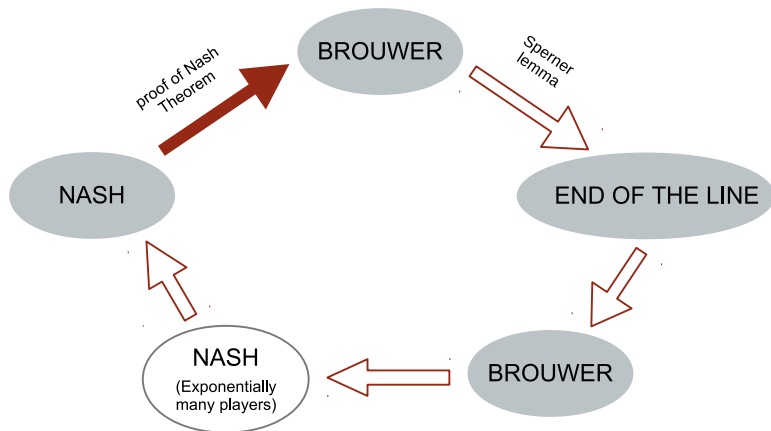 BROUWER
proof of Nash
Theorem
Sperner
lemma
NASH
END OF THE LINE
NASH
(Exponentially
many players)
BROUWER